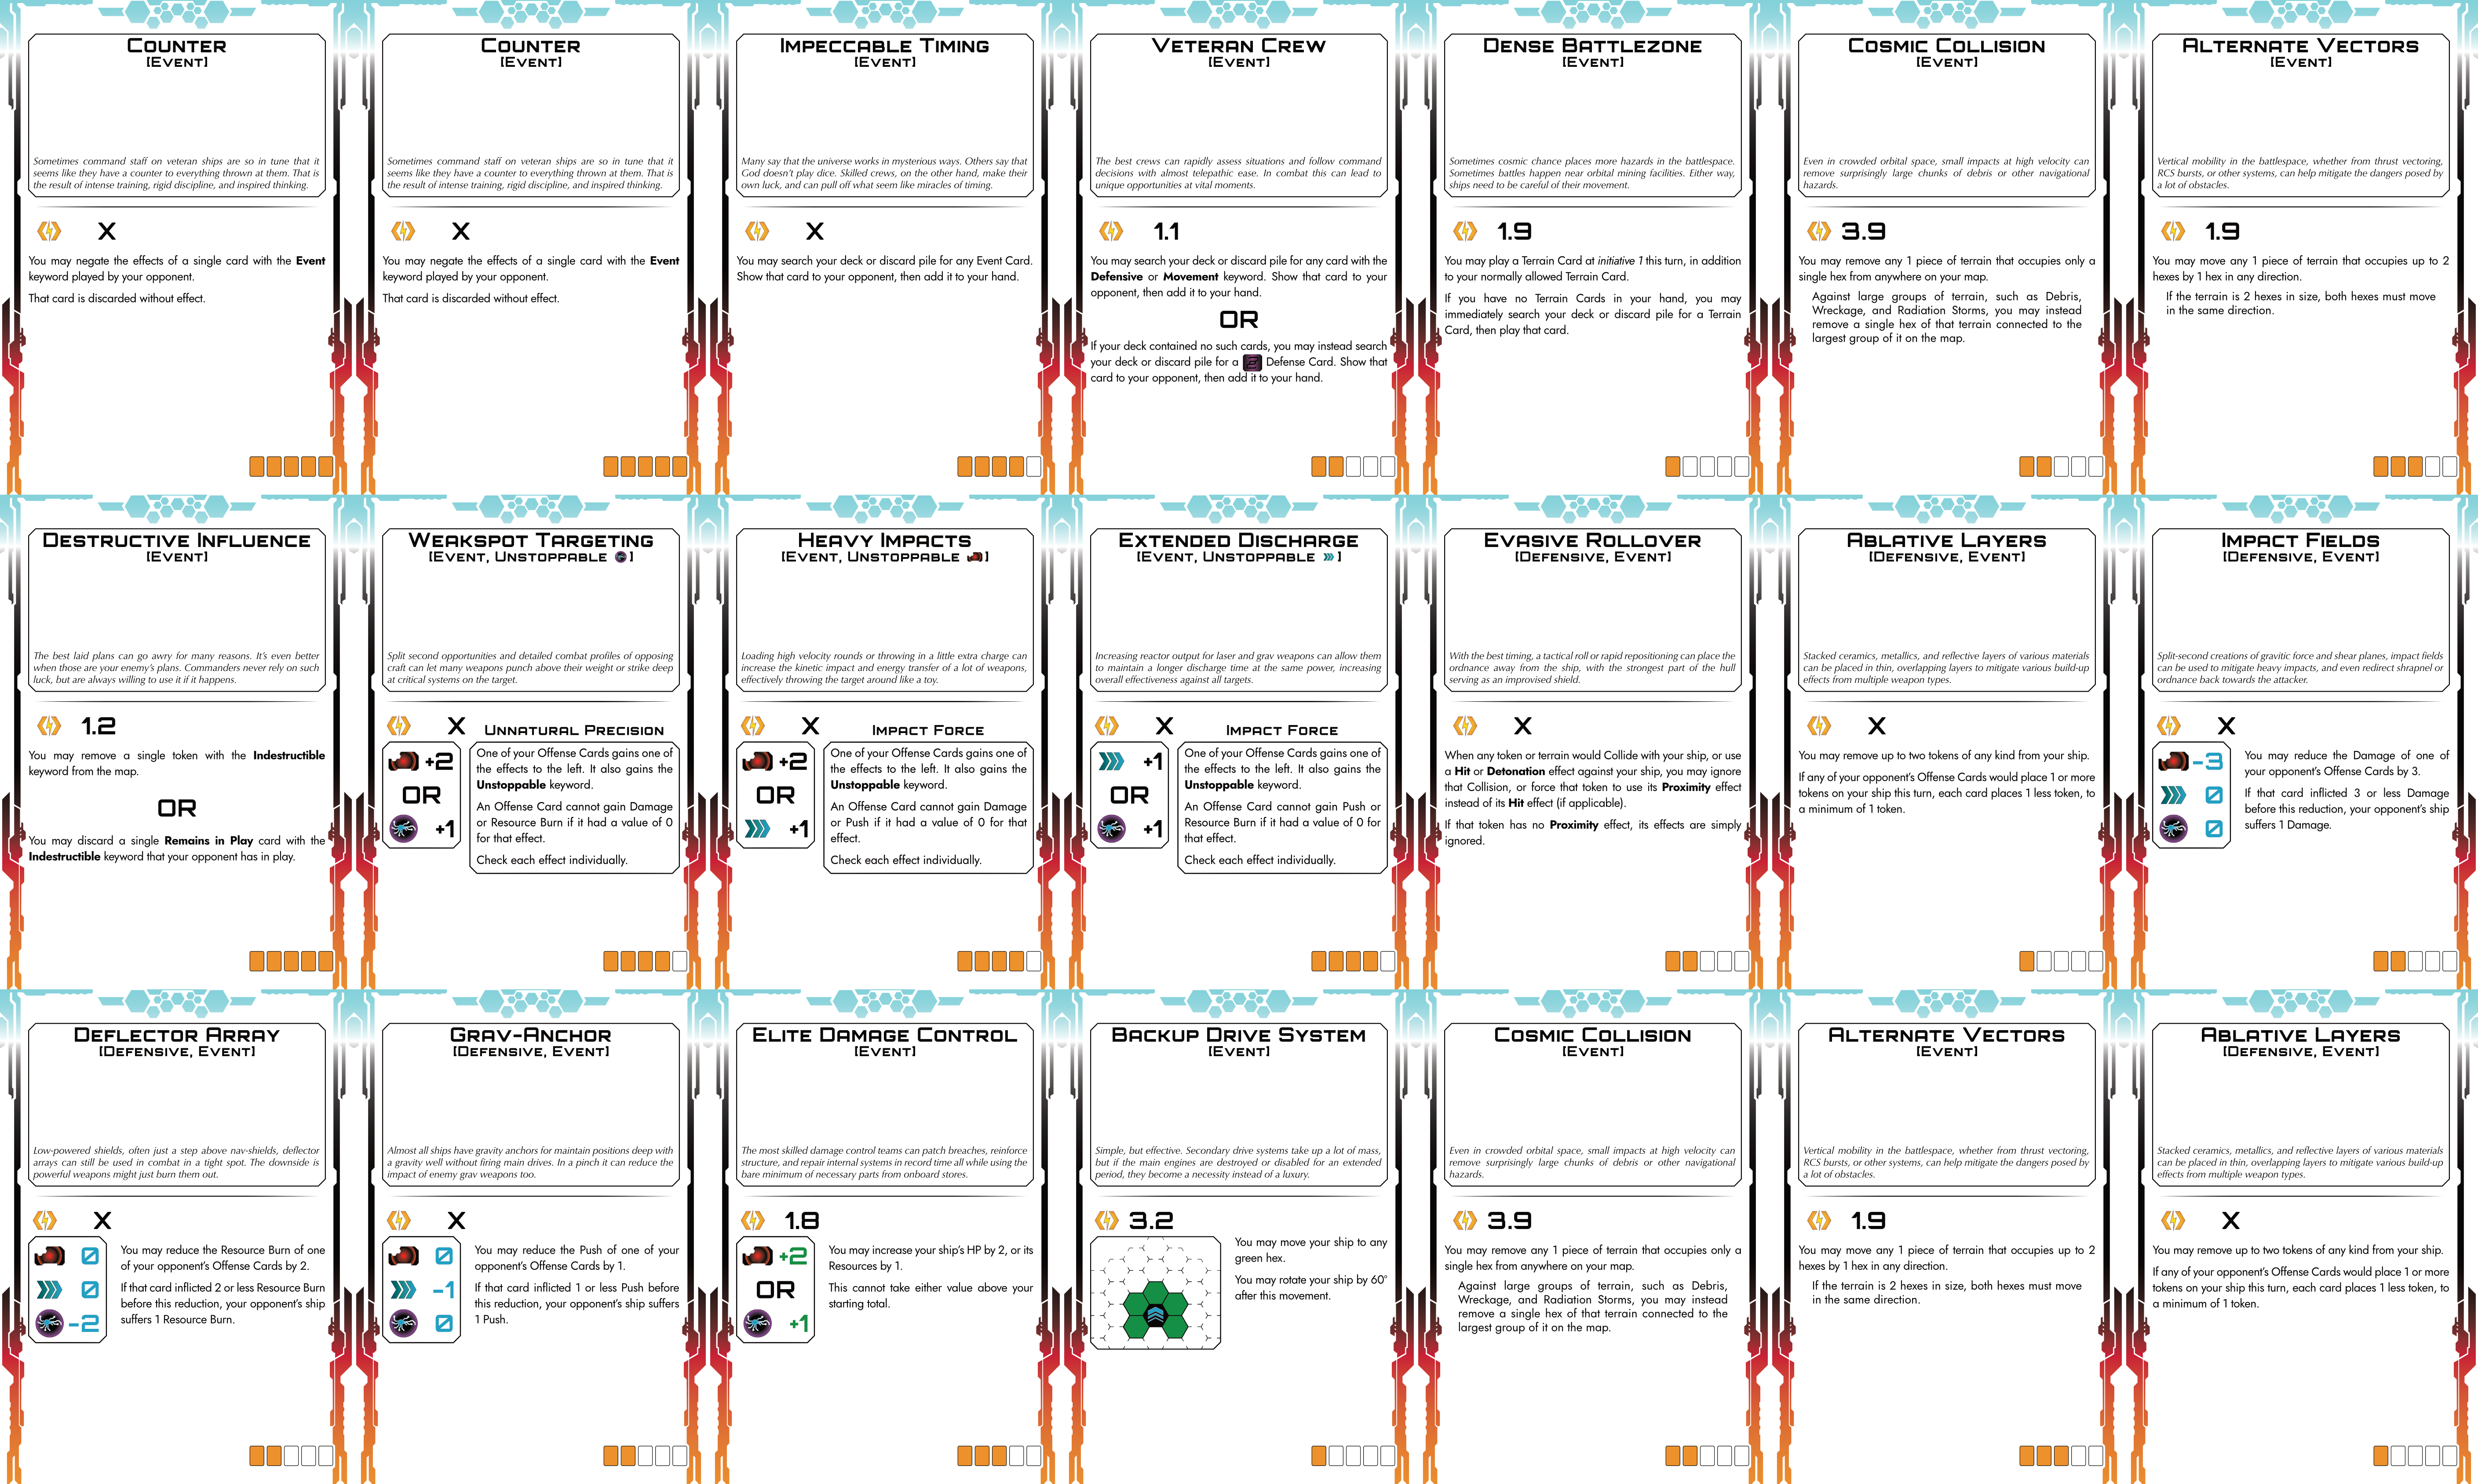 Counter
[Event]
Sometimes command staff on veteran ships are so in tune that it
seems like they have a counter to everything thrown at them. That is
the result of intense training, rigid discipline, and inspired thinking.
X
You may negate the effects of a single card with the Event
keyword played by your opponent.
That card is discarded without effect.
Counter
[Event]
Sometimes command staff on veteran ships are so in tune that it
seems like they have a counter to everything thrown at them. That is
the result of intense training, rigid discipline, and inspired thinking.
X
You may negate the effects of a single card with the Event
keyword played by your opponent.
That card is discarded without effect.
Impeccable Timing
[Event]
Many say that the universe works in mysterious ways. Others say that
God doesn't play dice. Skilled crews, on the other hand, make their
own luck, and can pull off what seem like miracles of timing.
X
You may search your deck or discard pile for any Event Card.
Show that card to your opponent, then add it to your hand.
Veteran Crew
[Event]
The best crews can rapidly assess situations and follow command
decisions with almost telepathic ease. In combat this can lead to
unique opportunities at vital moments.
1.1
You may search your deck or discard pile for any card with the
Defensive or Movement keyword. Show that card to your
opponent, then add it to your hand.
OR
If your deck contained no such cards, you may instead search
your deck or discard pile for a Defense Card. Show that
card to your opponent, then add it to your hand.
Dense Battlezone
[Event]
Sometimes cosmic chance places more hazards in the battlespace.
Sometimes battles happen near orbital mining facilities. Either way,
ships need to be careful of their movement.
1.9
You may play a Terrain Card at initiative 1 this turn, in addition
to your normally allowed Terrain Card.
If you have no Terrain Cards in your hand, you may
immediately search your deck or discard pile for a Terrain
Card, then play that card.
Cosmic Collision
[Event]
Even in crowded orbital space, small impacts at high velocity can
remove surprisingly large chunks of debris or other navigational
hazards.
3.9
You may remove any 1 piece of terrain that occupies only a
single hex from anywhere on your map.
Against large groups of terrain, such as Debris,
Wreckage, and Radiation Storms, you may instead
remove a single hex of that terrain connected to the
largest group of it on the map.
Alternate Vectors
[Event]
Vertical mobility in the battlespace, whether from thrust vectoring,
RCS bursts, or other systems, can help mitigate the dangers posed by
a lot of obstacles.
1.9
You may move any 1 piece of terrain that occupies up to 2
hexes by 1 hex in any direction.
If the terrain is 2 hexes in size, both hexes must move
in the same direction.
Destructive Influence
[Event]
The best laid plans can go awry for many reasons. It's even better
when those are your enemy's plans. Commanders never rely on such
luck, but are always willing to use it if it happens.
1.2
You may remove a single token with the Indestructible
keyword from the map.
OR
You may discard a single Remains in Play card with the
Indestructible keyword that your opponent has in play.
Weakspot Targeting
[Event, Unstoppable ]
Split second opportunities and detailed combat profiles of opposing
craft can let many weapons punch above their weight or strike deep
at critical systems on the target.
X
Unnatural Precision
+2
OR
+1
One of your Offense Cards gains one of
the effects to the left. It also gains the
Unstoppable keyword.
An Offense Card cannot gain Damage
or Resource Burn if it had a value of 0
for that effect.
Check each effect individually.
Heavy Impacts
[Event, Unstoppable ]
Loading high velocity rounds or throwing in a little extra charge can
increase the kinetic impact and energy transfer of a lot of weapons,
effectively throwing the target around like a toy.
X
Impact Force
+2
OR
+1
One of your Offense Cards gains one of
the effects to the left. It also gains the
Unstoppable keyword.
An Offense Card cannot gain Damage
or Push if it had a value of 0 for that
effect.
Check each effect individually.
Extended Discharge
[Event, Unstoppable ]
Increasing reactor output for laser and grav weapons can allow them
to maintain a longer discharge time at the same power, increasing
overall effectiveness against all targets.
X
Impact Force
+1
OR
+1
One of your Offense Cards gains one of
the effects to the left. It also gains the
Unstoppable keyword.
An Offense Card cannot gain Push or
Resource Burn if it had a value of 0 for
that effect.
Check each effect individually.
Evasive Rollover
[Defensive, Event]
With the best timing, a tactical roll or rapid repositioning can place the
ordnance away from the ship, with the strongest part of the hull
serving as an improvised shield.
X
When any token or terrain would Collide with your ship, or use
a Hit or Detonation effect against your ship, you may ignore
that Collision, or force that token to use its Proximity effect
instead of its Hit effect (if applicable).
If that token has no Proximity effect, its effects are simply
ignored.
Ablative Layers
[Defensive, Event]
Stacked ceramics, metallics, and reflective layers of various materials
can be placed in thin, overlapping layers to mitigate various build-up
effects from multiple weapon types.
X
You may remove up to two tokens of any kind from your ship.
If any of your opponent's Offense Cards would place 1 or more
tokens on your ship this turn, each card places 1 less token, to
a minimum of 1 token.
Impact Fields
[Defensive, Event]
Split-second creations of gravitic force and shear planes, impact fields
can be used to mitigate heavy impacts, and even redirect shrapnel or
ordnance back towards the attacker.
X
-3
0
0
You may reduce the Damage of one of
your opponent's Offense Cards by 3.
If that card inflicted 3 or less Damage
before this reduction, your opponent's ship
suffers 1 Damage.
Deflector Array
[Defensive, Event]
Low-powered shields, often just a step above nav-shields, deflector
arrays can still be used in combat in a tight spot. The downside is
powerful weapons might just burn them out.
X
0
0
-2
You may reduce the Resource Burn of one
of your opponent's Offense Cards by 2.
If that card inflicted 2 or less Resource Burn
before this reduction, your opponent's ship
suffers 1 Resource Burn.
Grav-Anchor
[Defensive, Event]
Almost all ships have gravity anchors for maintain positions deep with
a gravity well without firing main drives. In a pinch it can reduce the
impact of enemy grav weapons too.
X
0
-1
0
You may reduce the Push of one of your
opponent's Offense Cards by 1.
If that card inflicted 1 or less Push before
this reduction, your opponent's ship suffers
1 Push.
Elite Damage Control
[Event]
The most skilled damage control teams can patch breaches, reinforce
structure, and repair internal systems in record time all while using the
bare minimum of necessary parts from onboard stores.
1.8
+2
OR
+1
You may increase your ship's HP by 2, or its
Resources by 1.
This cannot take either value above your
starting total.
Backup Drive System
[Event]
Simple, but effective. Secondary drive systems take up a lot of mass,
but if the main engines are destroyed or disabled for an extended
period, they become a necessity instead of a luxury.
3.2
You may move your ship to any
green hex.
You may rotate your ship by 60°
after this movement.
Cosmic Collision
[Event]
Even in crowded orbital space, small impacts at high velocity can
remove surprisingly large chunks of debris or other navigational
hazards.
3.9
You may remove any 1 piece of terrain that occupies only a
single hex from anywhere on your map.
Against large groups of terrain, such as Debris,
Wreckage, and Radiation Storms, you may instead
remove a single hex of that terrain connected to the
largest group of it on the map.
Alternate Vectors
[Event]
Vertical mobility in the battlespace, whether from thrust vectoring,
RCS bursts, or other systems, can help mitigate the dangers posed by
a lot of obstacles.
1.9
You may move any 1 piece of terrain that occupies up to 2
hexes by 1 hex in any direction.
If the terrain is 2 hexes in size, both hexes must move
in the same direction.
Ablative Layers
[Defensive, Event]
Stacked ceramics, metallics, and reflective layers of various materials
can be placed in thin, overlapping layers to mitigate various build-up
effects from multiple weapon types.
X
You may remove up to two tokens of any kind from your ship.
If any of your opponent's Offense Cards would place 1 or more
tokens on your ship this turn, each card places 1 less token, to
a minimum of 1 token.